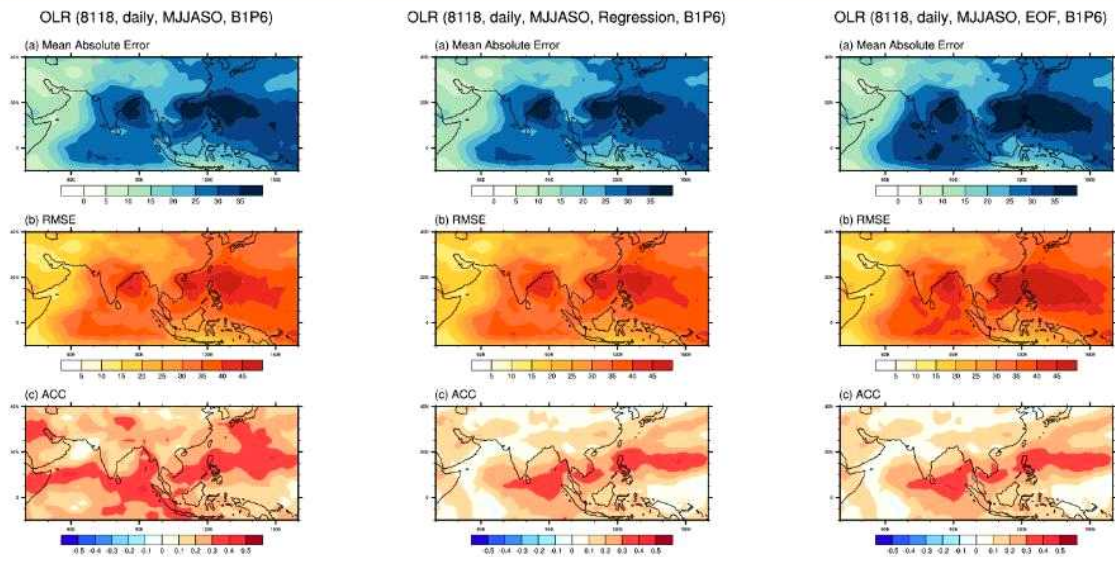 OLR (8118, daily, MJJASO, B1P6)
(a) Mean Absolute Error
0 5 10 15 20 25 30 35
(b) RMSE
5 10 15 20 25 30 35 40 45
(c) ACC
-0.5 -0.4 -0.3 -0.2 -0.1 0 0.1 0.2 0.3 0.4 0.5
OLR (8118, daily, MJJASO, Regression, B1P6)
(a) Mean Absolute Error
0 5 10 15 20 25 30 35
(b) RMSE
5 10 15 20 25 30 35 40 45
(c) ACC
-0.5 -0.4 -0.3 -0.2 -0.1 0 0.1 0.2 0.3 0.4 0.5
OLR (8118, daily, MJJASO, EOF, B1P6)
(a) Mean Absolute Error
0 5 10 15 20 25 30 35
(b) RMSE
5 10 15 20 25 30 35 40 45
(c) ACC
-0.5 -0.4 -0.3 -0.2 -0.1 0 0.1 0.2 0.3 0.4 0.5